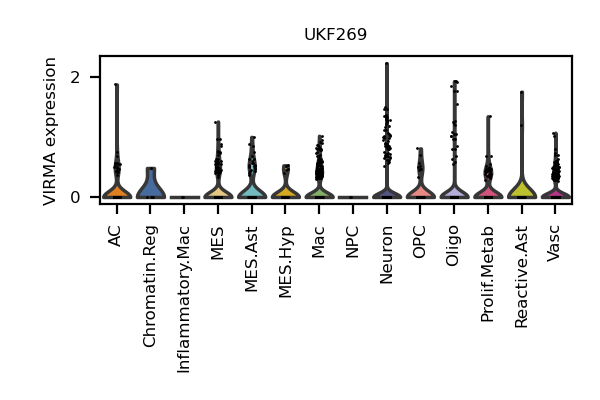 UKF269
VIRMA expression
2
0
AC
Chromatin.Reg
Inflammatory.Mac
MES
MES.Ast
MES.Hyp
Mac
NPC
Neuron
OPC
Oligo
Prolif.Metab
Reactive.Ast
Vasc